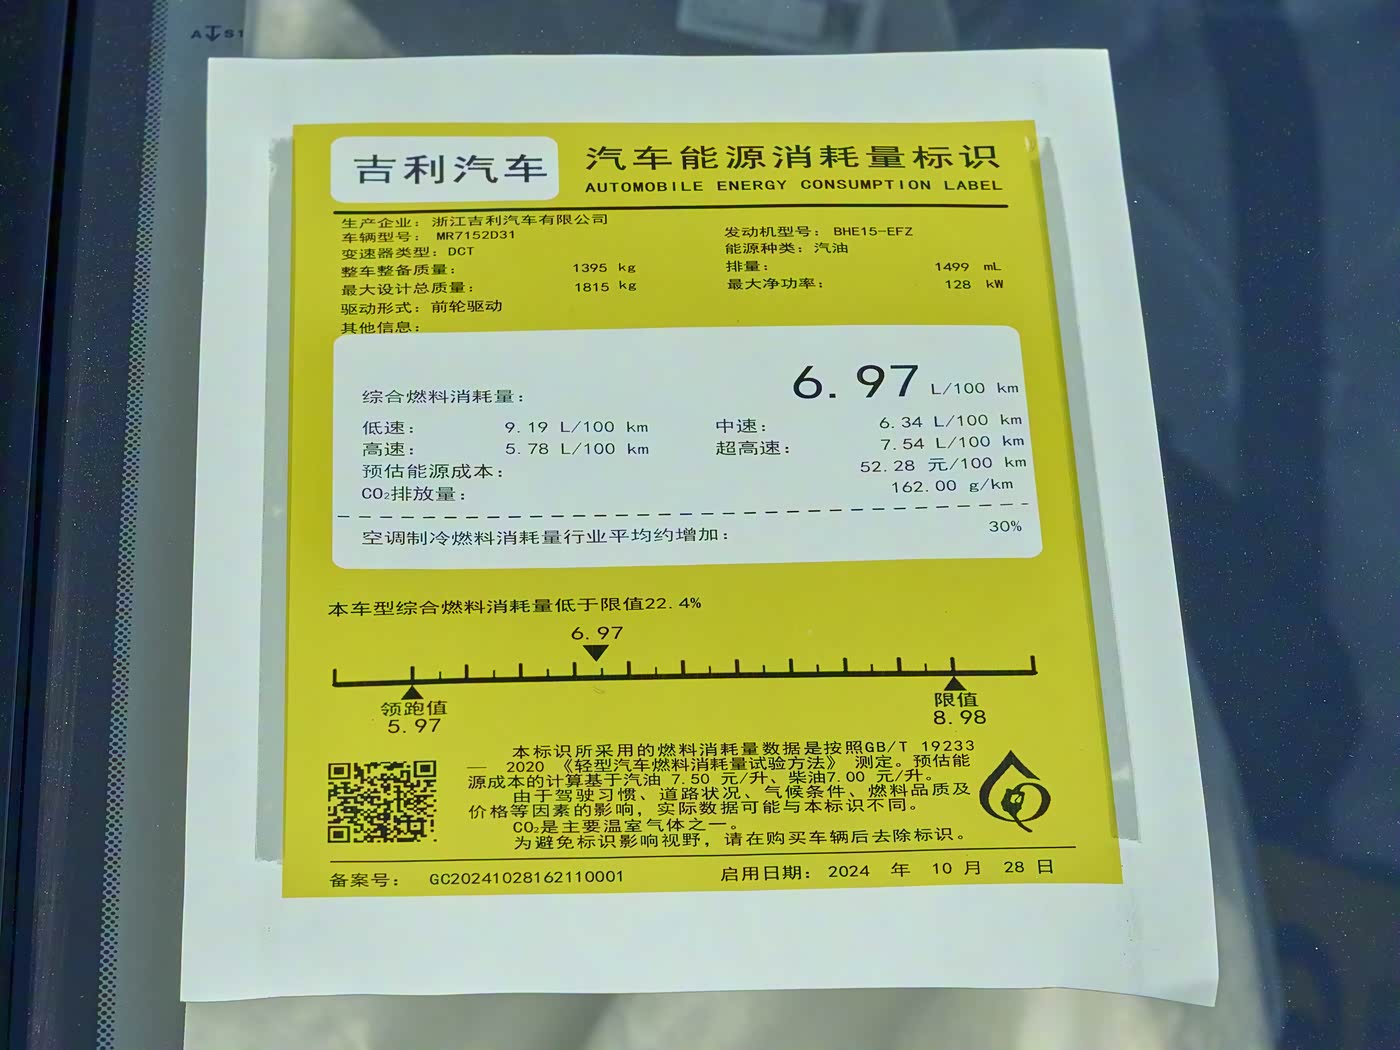 吉利汽车
汽车能源消耗量标识
AUTOMOBILE ENERGY CONSUMPTION LABEL
生产企业：浙江吉利汽车有限公司
车辆型号：MR7152D31
发动机型号：BHE15-EFZ
变速器类型：DCT
能源种类：汽油
整车整备质量：1395 kg
排量：1499 mL
最大设计总质量：1815 kg
最大净功率：128 kW
驱动形式：前轮驱动
其他信息：
综合燃料消耗量：6.97 L/100 km
低速：9.19 L/100 km
中速：6.34 L/100 km
高速：5.78 L/100 km
超高速：7.54 L/100 km
预估能源成本：52.28 元/100 km
CO₂排放量：162.00 g/km
空调制冷燃料消耗量行业平均约增加：30%
本车型综合燃料消耗量低于限值22.4%
6.97
领跑值
5.97
限值
8.98
本标识所采用的燃料消耗量数据是按照GB/T 19233
— 2020 《轻型汽车燃料消耗量试验方法》 测定。预估能
源成本的计算基于汽油 7.50 元/升、柴油7.00 元/升。
由于驾驶习惯、道路状况、气候条件、燃料品质及
价格等因素的影响，实际数据可能与本标识不同。
CO₂是主要温室气体之一。
为避免标识影响视野，请在购买车辆后去除标识。
备案号：GC20241028162110001
启用日期：2024 年 10 月 28 日